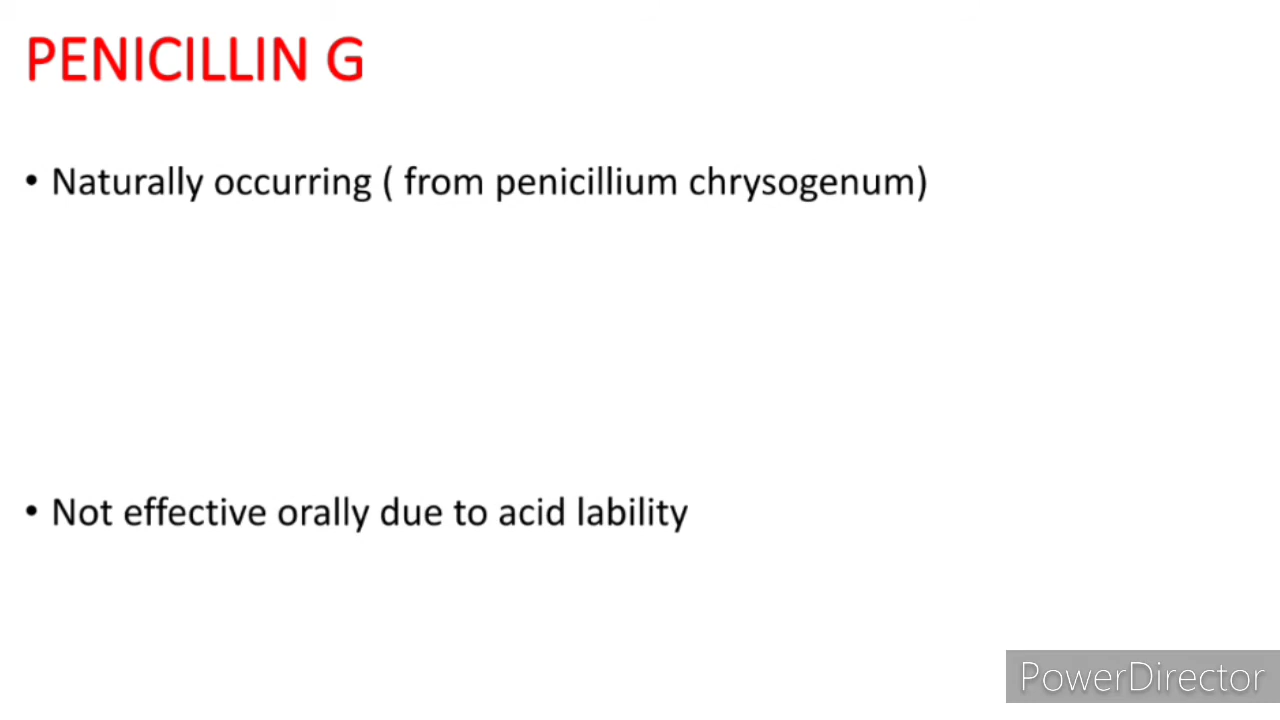 PENICILLIN G
• Naturally occurring ( from penicillium chrysogenum)
• Not effective orally due to acid lability
PowerDirector